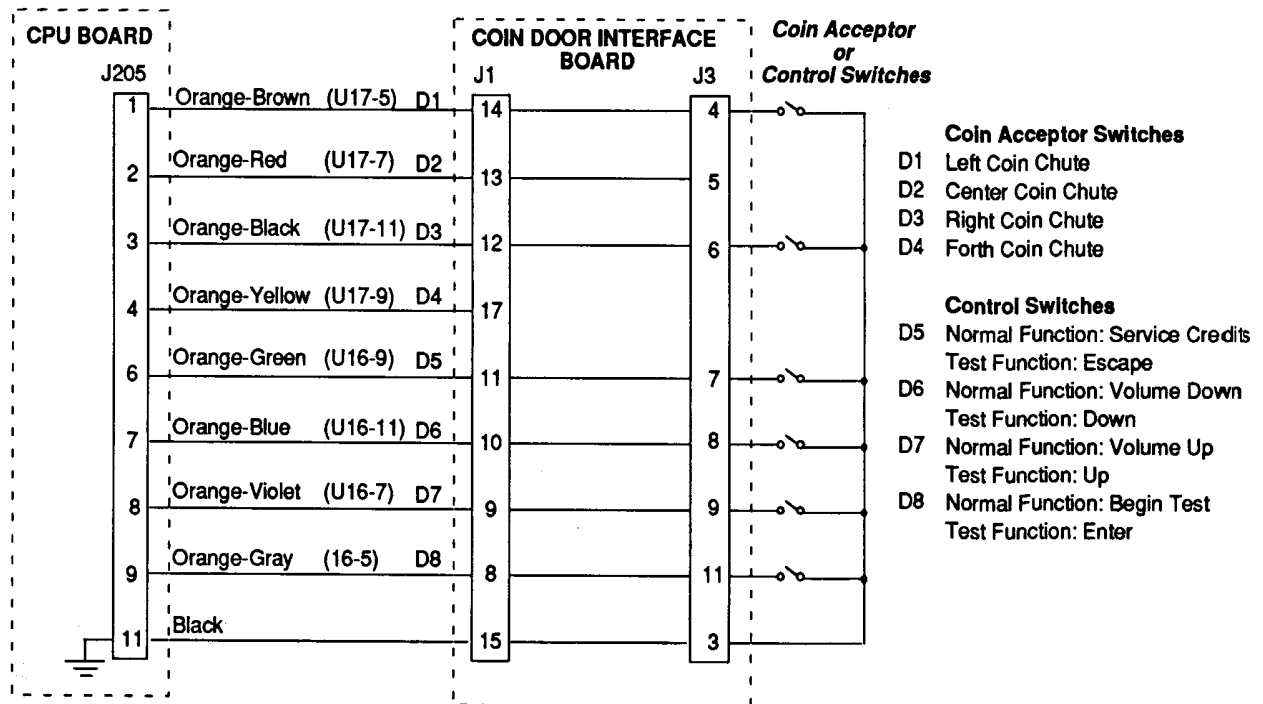 CPU BOARD
J205
COIN DOOR INTERFACE
BOARD
J1
J3
Coin Acceptor
or
Control Switches
1 Orange-Brown (U17-5) D1 14 4
2 Orange-Red (U17-7) D2 13 5
3 Orange-Black (U17-11) D3 12 6
4 Orange-Yellow (U17-9) D4 17
6 Orange-Green (U16-9) D5 11 7
7 Orange-Blue (U16-11) D6 10 8
8 Orange-Violet (U16-7) D7 9 9
9 Orange-Gray (16-5) D8 8 11
11 Black 15 3
Coin Acceptor Switches
D1 Left Coin Chute
D2 Center Coin Chute
D3 Right Coin Chute
D4 Forth Coin Chute
Control Switches
D5 Normal Function: Service Credits
Test Function: Escape
D6 Normal Function: Volume Down
Test Function: Down
D7 Normal Function: Volume Up
Test Function: Up
D8 Normal Function: Begin Test
Test Function: Enter